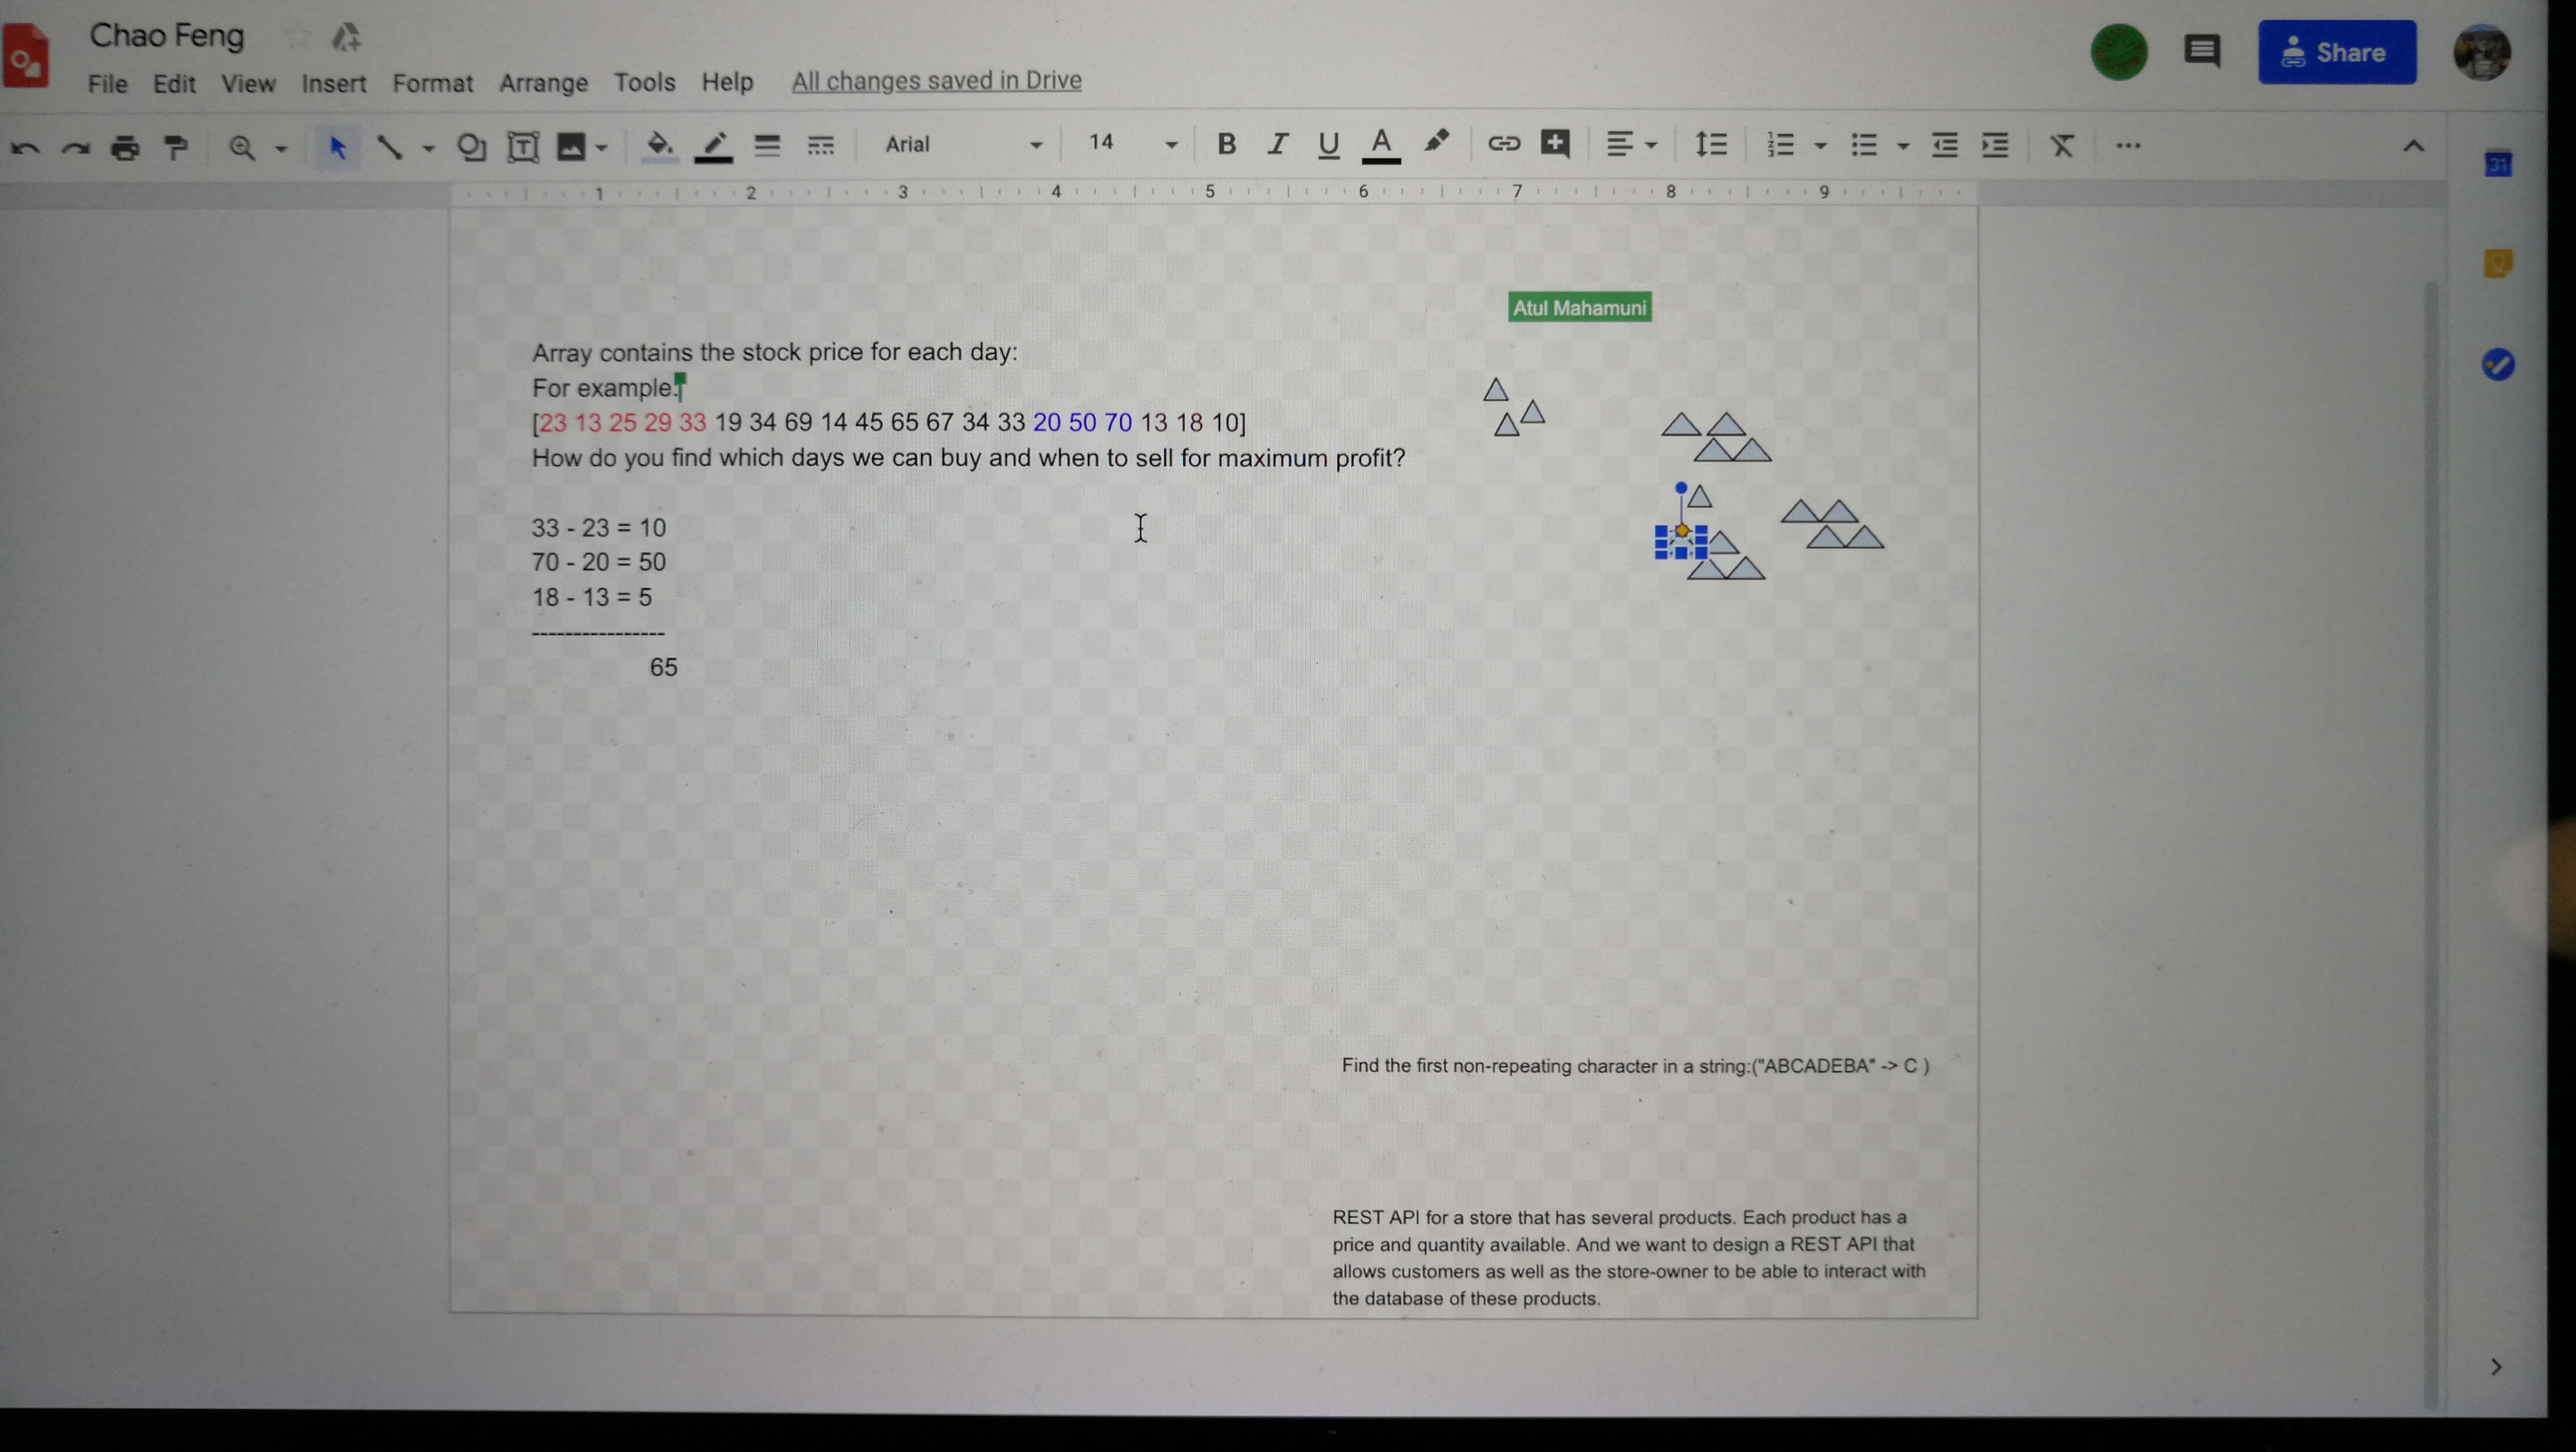 Chao Feng
File Edit View Insert Format Arrange Tools Help All changes saved in Drive
Share
Arial 14 B I U A
31
1 2 3 4 5 6 7 8 9
Atul Mahamuni
Array contains the stock price for each day:
For example:
[23 13 25 29 33 19 34 69 14 45 65 67 34 33 20 50 70 13 18 10]
How do you find which days we can buy and when to sell for maximum profit?
33 - 23 = 10
70 - 20 = 50
18 - 13 = 5
----------------
65
Find the first non-repeating character in a string:("ABCADEBA" -> C )
REST API for a store that has several products. Each product has a
price and quantity available. And we want to design a REST API that
allows customers as well as the store-owner to be able to interact with
the database of these products.